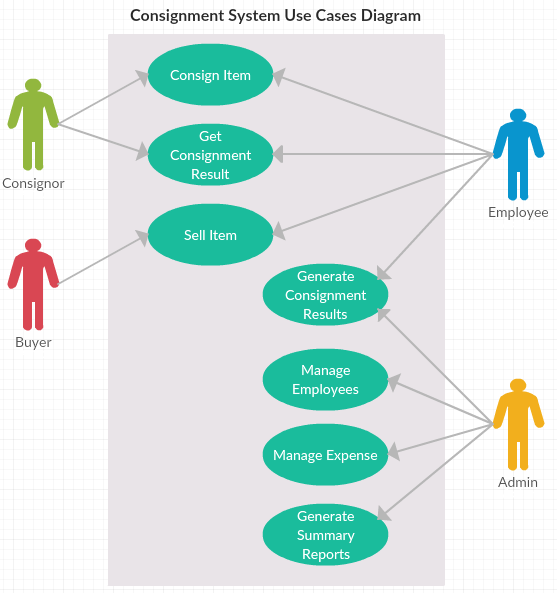 Consignment System Use Cases Diagram
Consign Item
Get
Consignment
Result
Consignor
Employee
Sell Item
Generate
Consignment
Results
Buyer
Manage
Employees
Manage Expense
Admin
Generate
Summary
Reports